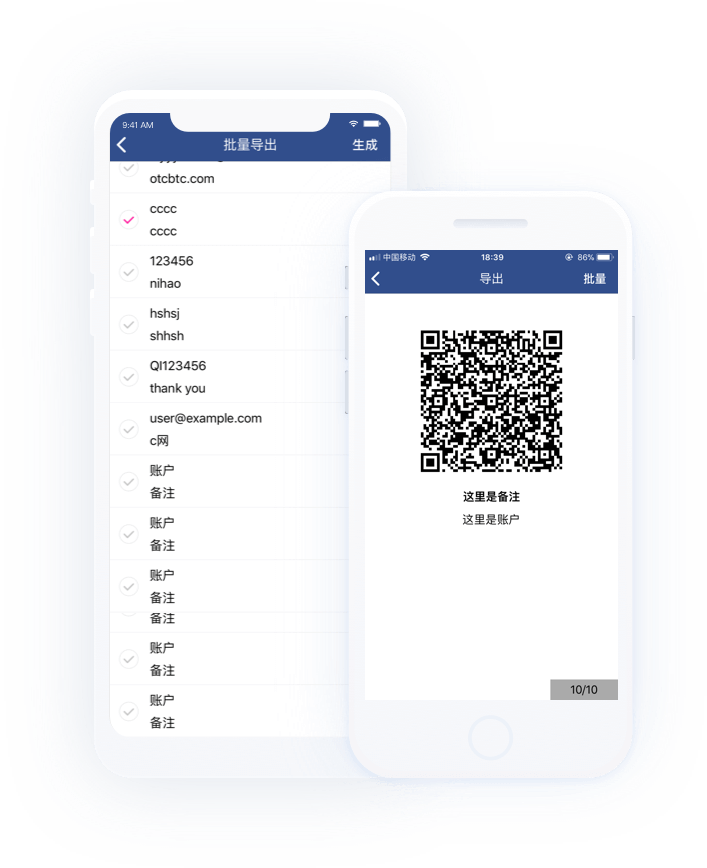 9:41 AM
批量导出
生成
otcbtc.com
cccc
cccc
123456
nihao
hshsj
shhsh
QI123456
thank you
user@example.com
c网
账户
备注
账户
备注
账户
备注
备注
账户
备注
账户
备注
中国移动
18:39
86%
导出
批量
这里是备注
这里是账户
10/10